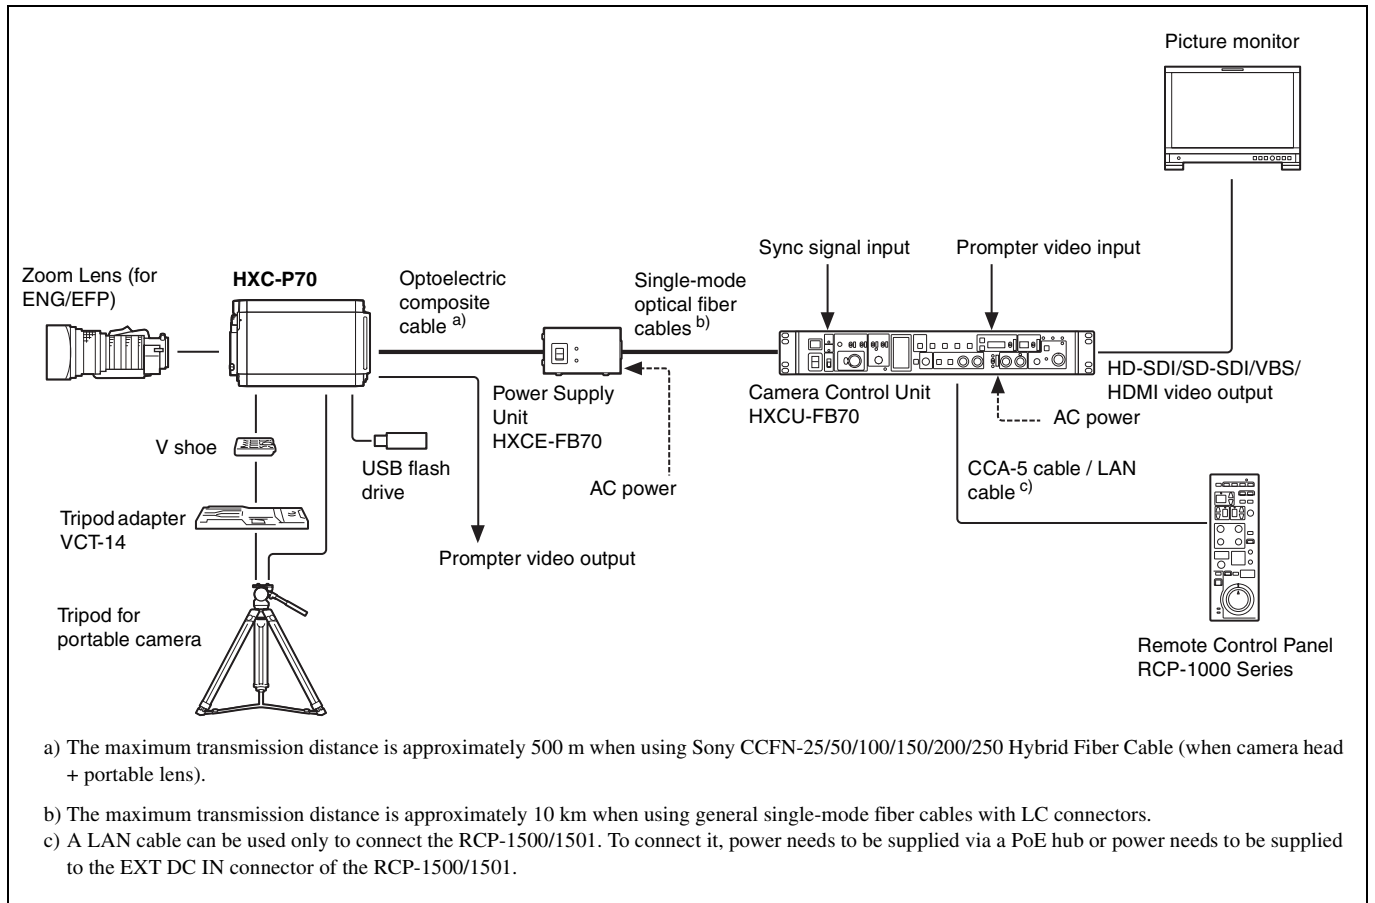 Picture monitor
Sync signal input
Prompter video input
Zoom Lens (for
ENG/EFP)
HXC-P70
Optoelectric
composite
cable a)
Single-mode
optical fiber
cables b)
Power Supply
Unit
HXCE-FB70
Camera Control Unit
HXCU-FB70
HD-SDI/SD-SDI/VBS/
HDMI video output
AC power
V shoe
USB flash
drive
AC power
CCA-5 cable / LAN
cable c)
Tripod adapter
VCT-14
Prompter video output
Tripod for
portable camera
Remote Control Panel
RCP-1000 Series
a) The maximum transmission distance is approximately 500 m when using Sony CCFN-25/50/100/150/200/250 Hybrid Fiber Cable (when camera head
+ portable lens).
b) The maximum transmission distance is approximately 10 km when using general single-mode fiber cables with LC connectors.
c) A LAN cable can be used only to connect the RCP-1500/1501. To connect it, power needs to be supplied via a PoE hub or power needs to be supplied
to the EXT DC IN connector of the RCP-1500/1501.